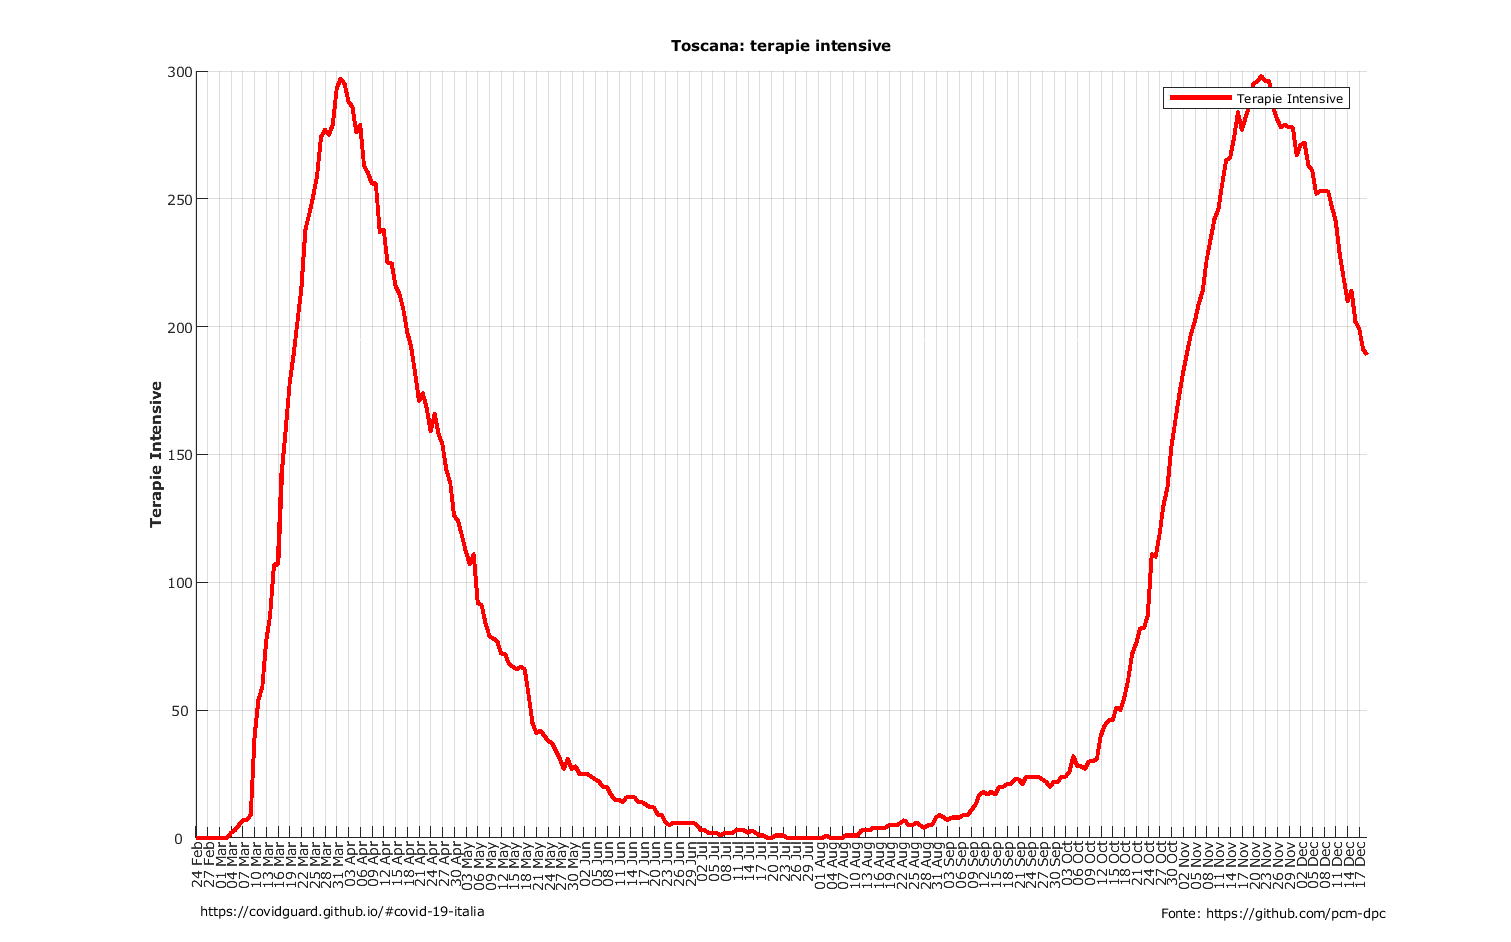 Toscana: terapie intensive
Terapie Intensive
Terapie Intensive
300
250
200
150
100
50
0
24 Feb
27 Feb
01 Mar
04 Mar
07 Mar
10 Mar
13 Mar
16 Mar
19 Mar
22 Mar
25 Mar
28 Mar
31 Mar
03 Apr
06 Apr
09 Apr
12 Apr
15 Apr
18 Apr
21 Apr
24 Apr
27 Apr
30 Apr
03 May
06 May
09 May
12 May
15 May
18 May
21 May
24 May
27 May
30 May
02 Jun
05 Jun
08 Jun
11 Jun
14 Jun
17 Jun
20 Jun
23 Jun
26 Jun
29 Jun
02 Jul
05 Jul
08 Jul
11 Jul
14 Jul
17 Jul
20 Jul
23 Jul
26 Jul
29 Jul
01 Aug
04 Aug
07 Aug
10 Aug
13 Aug
16 Aug
19 Aug
22 Aug
25 Aug
28 Aug
31 Aug
03 Sep
06 Sep
09 Sep
12 Sep
15 Sep
18 Sep
21 Sep
24 Sep
27 Sep
30 Sep
03 Oct
06 Oct
09 Oct
12 Oct
15 Oct
18 Oct
21 Oct
24 Oct
27 Oct
30 Oct
02 Nov
05 Nov
08 Nov
11 Nov
14 Nov
17 Nov
20 Nov
23 Nov
26 Nov
29 Nov
02 Dec
05 Dec
08 Dec
11 Dec
14 Dec
17 Dec
https://covidguard.github.io/#covid-19-italia
Fonte: https://github.com/pcm-dpc